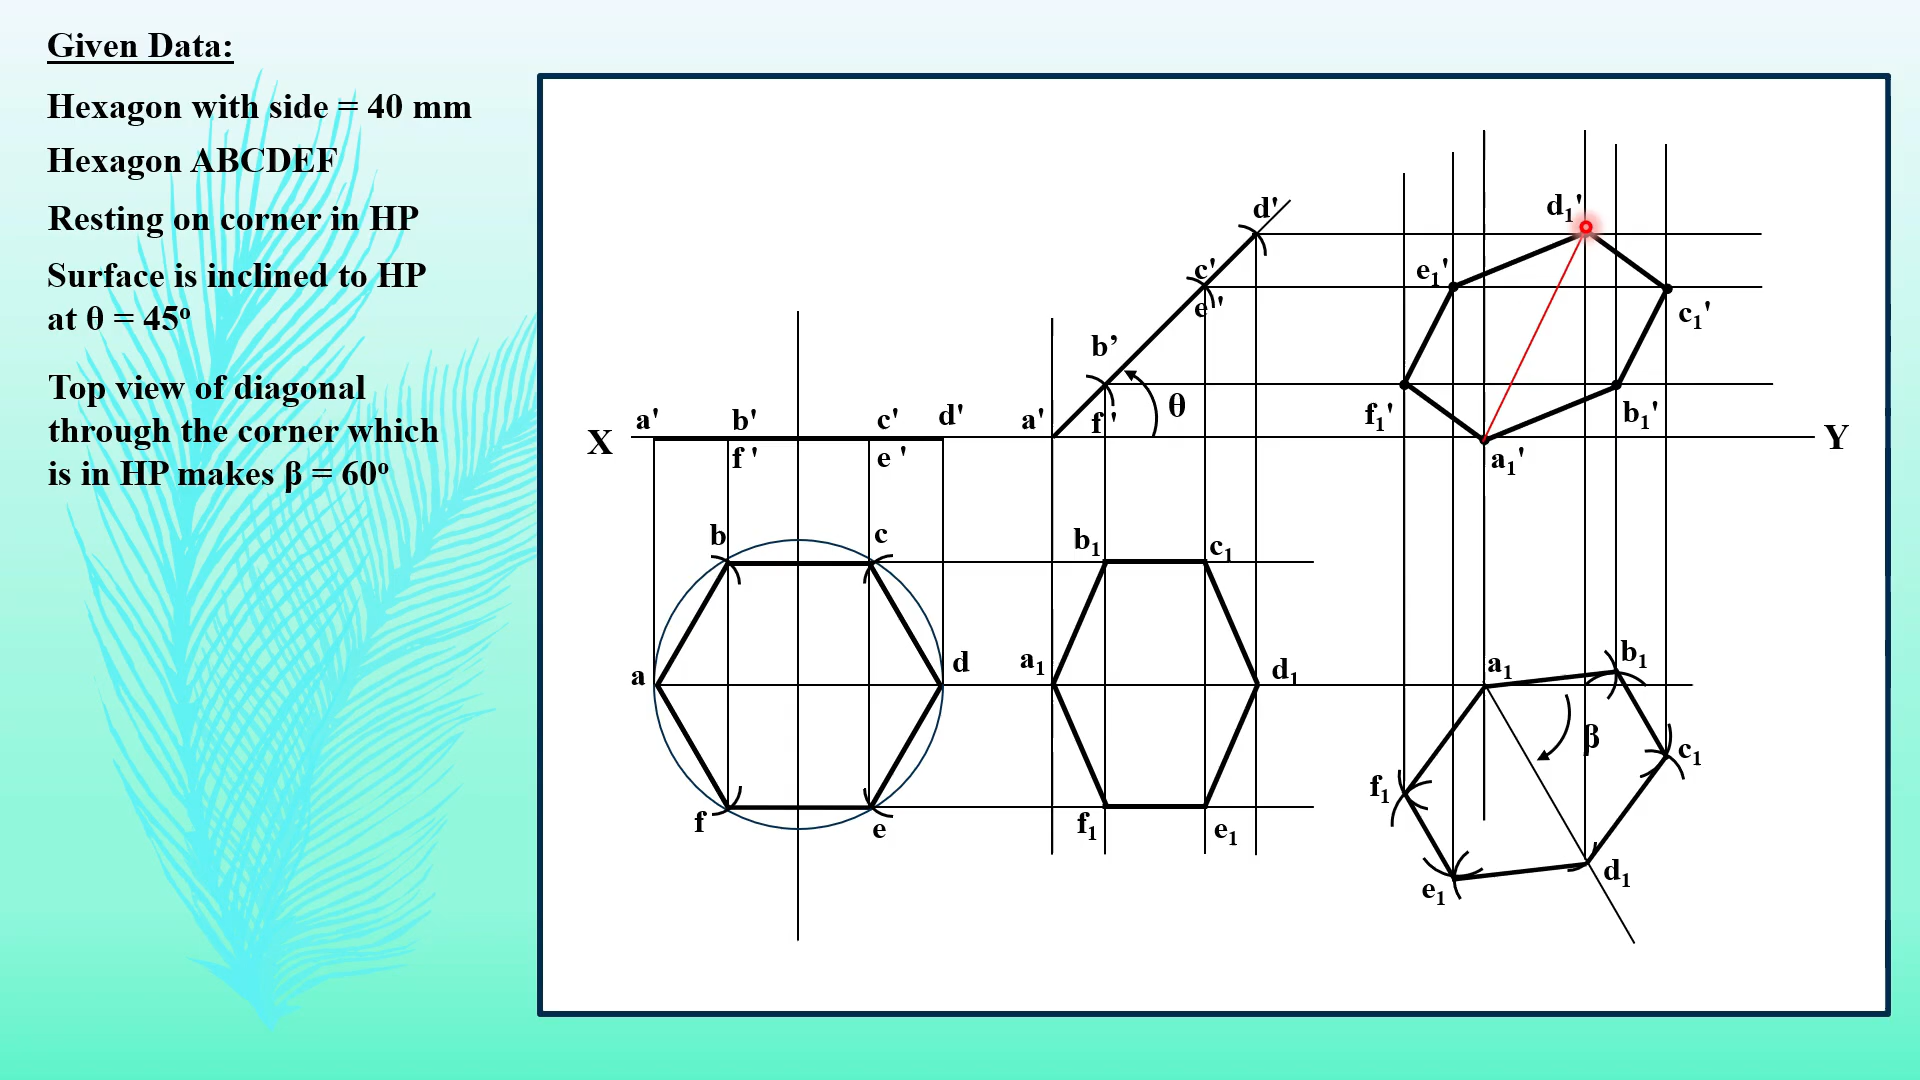 Given Data:
Hexagon with side = 40 mm
Hexagon ABCDEF
Resting on corner in HP
Surface is inclined to HP
at θ = 45º
Top view of diagonal
through the corner which
is in HP makes β = 60º
d₁'
d'
e₁'
c'
e'
c₁'
b’
θ
f'
a'
b'
c'
d'
a'
f₁'
b₁'
X
Y
f'
e'
a₁'
b
c
b₁
c₁
a
d
a₁
d₁
a₁
b₁
β
c₁
f₁
f
e
f₁
e₁
d₁
e₁